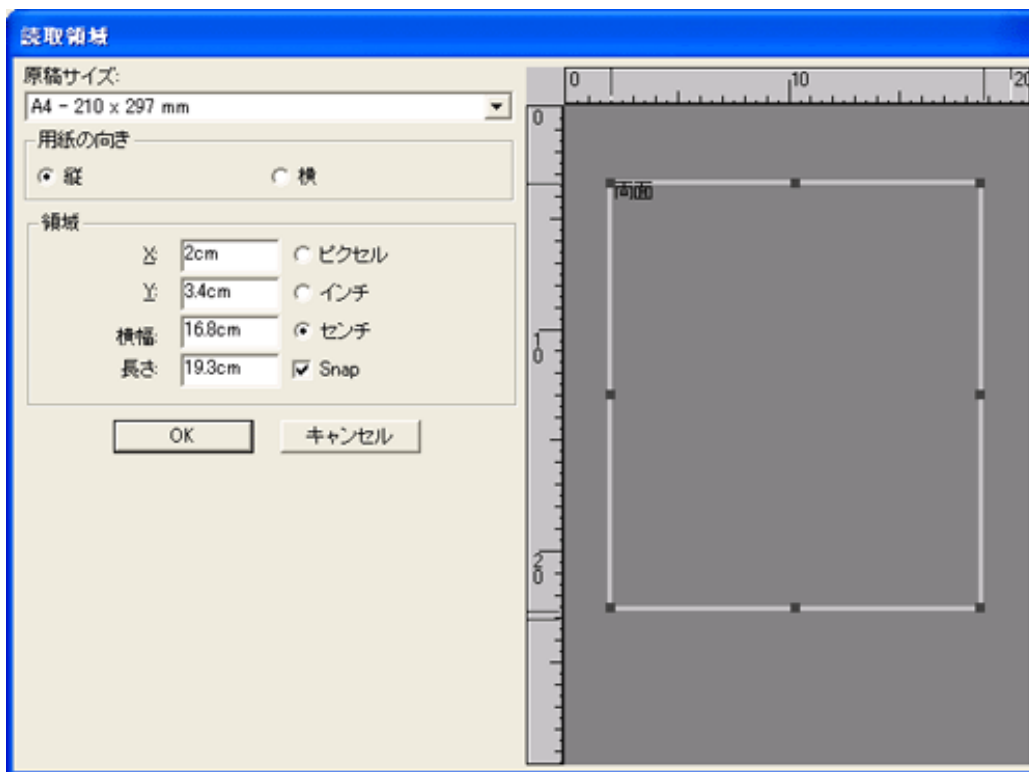 読取領域
原稿サイズ:
A4 - 210 x 297 mm
用紙の向き
縦 横
領域
X: 2cm ピクセル
Y: 3.4cm インチ
横幅: 16.8cm センチ
長さ: 19.3cm Snap
OK キャンセル
0 10 20
0
10
20
両面